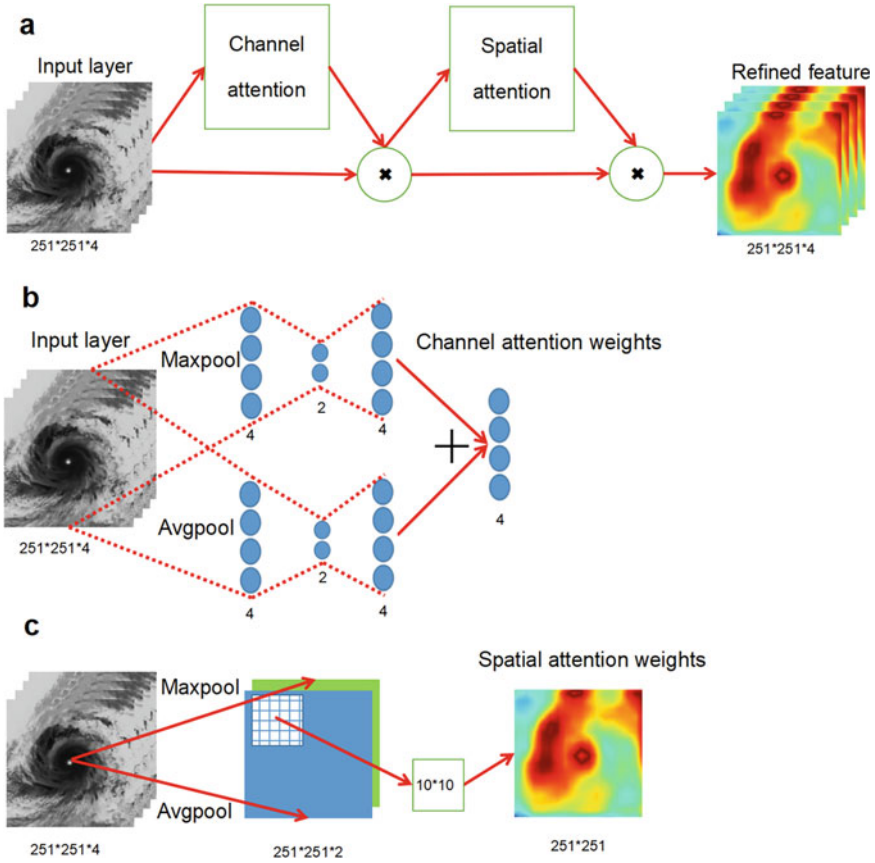 a
Input layer
Channel
attention
Spatial
attention
Refined feature
251*251*4
251*251*4
b
Input layer
Maxpool
Channel attention weights
4
2
4
Avgpool
251*251*4
2
4
4
4
c
Spatial attention weights
Maxpool
10*10
Avgpool
251*251*4
251*251*2
251*251